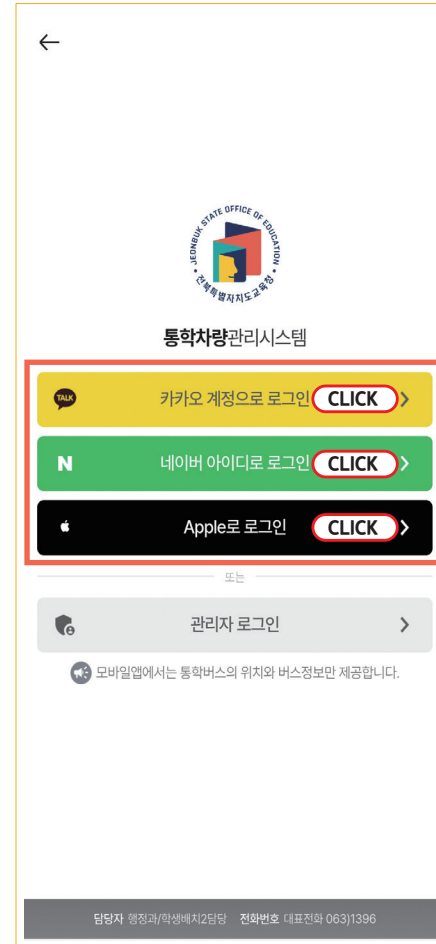 JEONBUK STATE OFFICE OF EDUCATION
전북특별자치도교육청
통학차량관리시스템
TALK 카카오 계정으로 로그인 CLICK
N 네이버 아이디로 로그인 CLICK
Apple로 로그인 CLICK
또는
관리자 로그인
모바일앱에서는 통학버스의 위치와 버스정보만 제공합니다.
담당자 행정과/학생배치2담당 전화번호 대표전화 063)1396